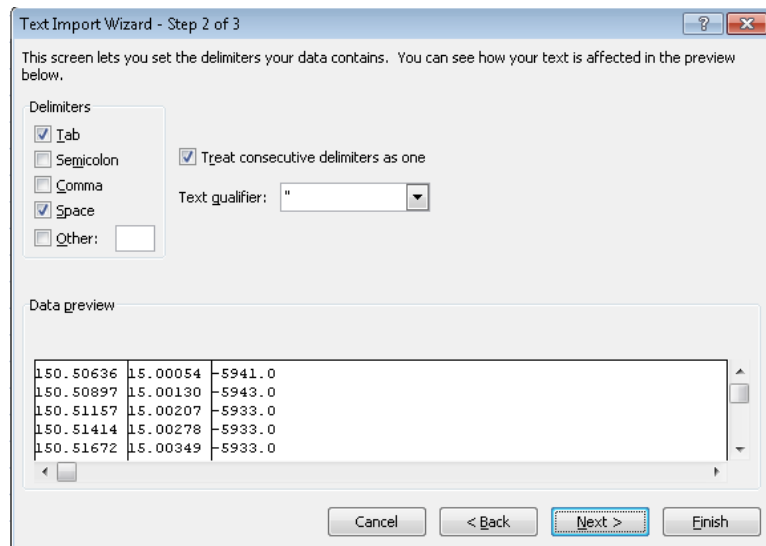 Text Import Wizard - Step 2 of 3
This screen lets you set the delimiters your data contains.  You can see how your text is affected in the preview
below.
Delimiters
Tab
Semicolon
Comma
Space
Other:
Treat consecutive delimiters as one
Text qualifier: "
Data preview
150.50636 15.00054 -5941.0
150.50897 15.00130 -5943.0
150.51157 15.00207 -5933.0
150.51414 15.00278 -5933.0
150.51672 15.00349 -5933.0
Cancel < Back Next > Finish